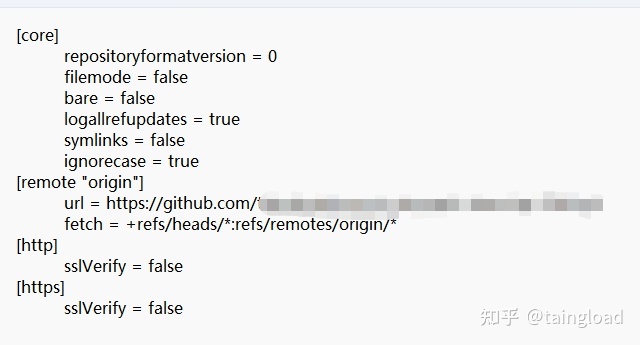 [core]
repositoryformatversion = 0
filemode = false
bare = false
logallrefupdates = true
symlinks = false
ignorecase = true
[remote "origin"]
url = https://github.com/
fetch = +refs/heads/*:refs/remotes/origin/*
[http]
sslVerify = false
[https]
sslVerify = false
知乎 @taingload